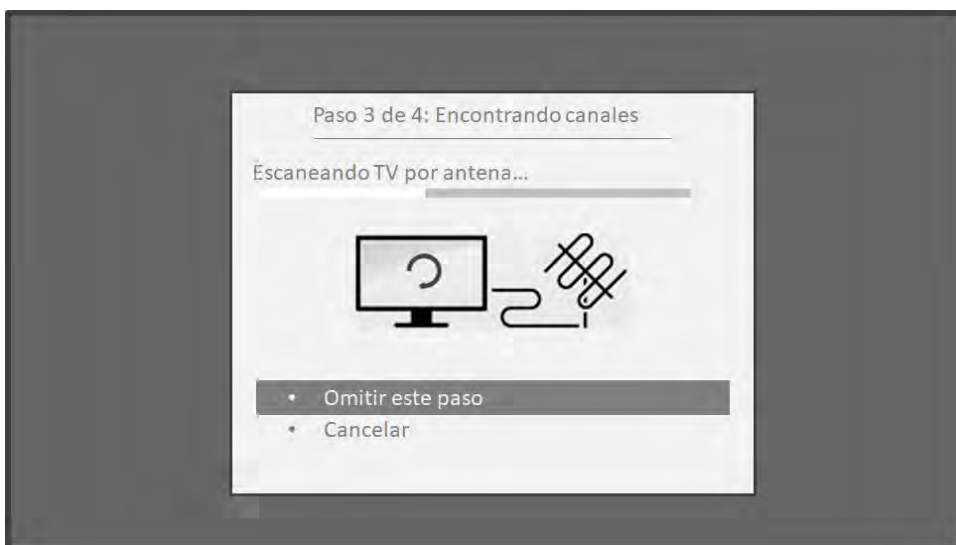 Paso 3 de 4: Encontrando canales
Escaneando TV por antena...
• Omitir este paso
• Cancelar